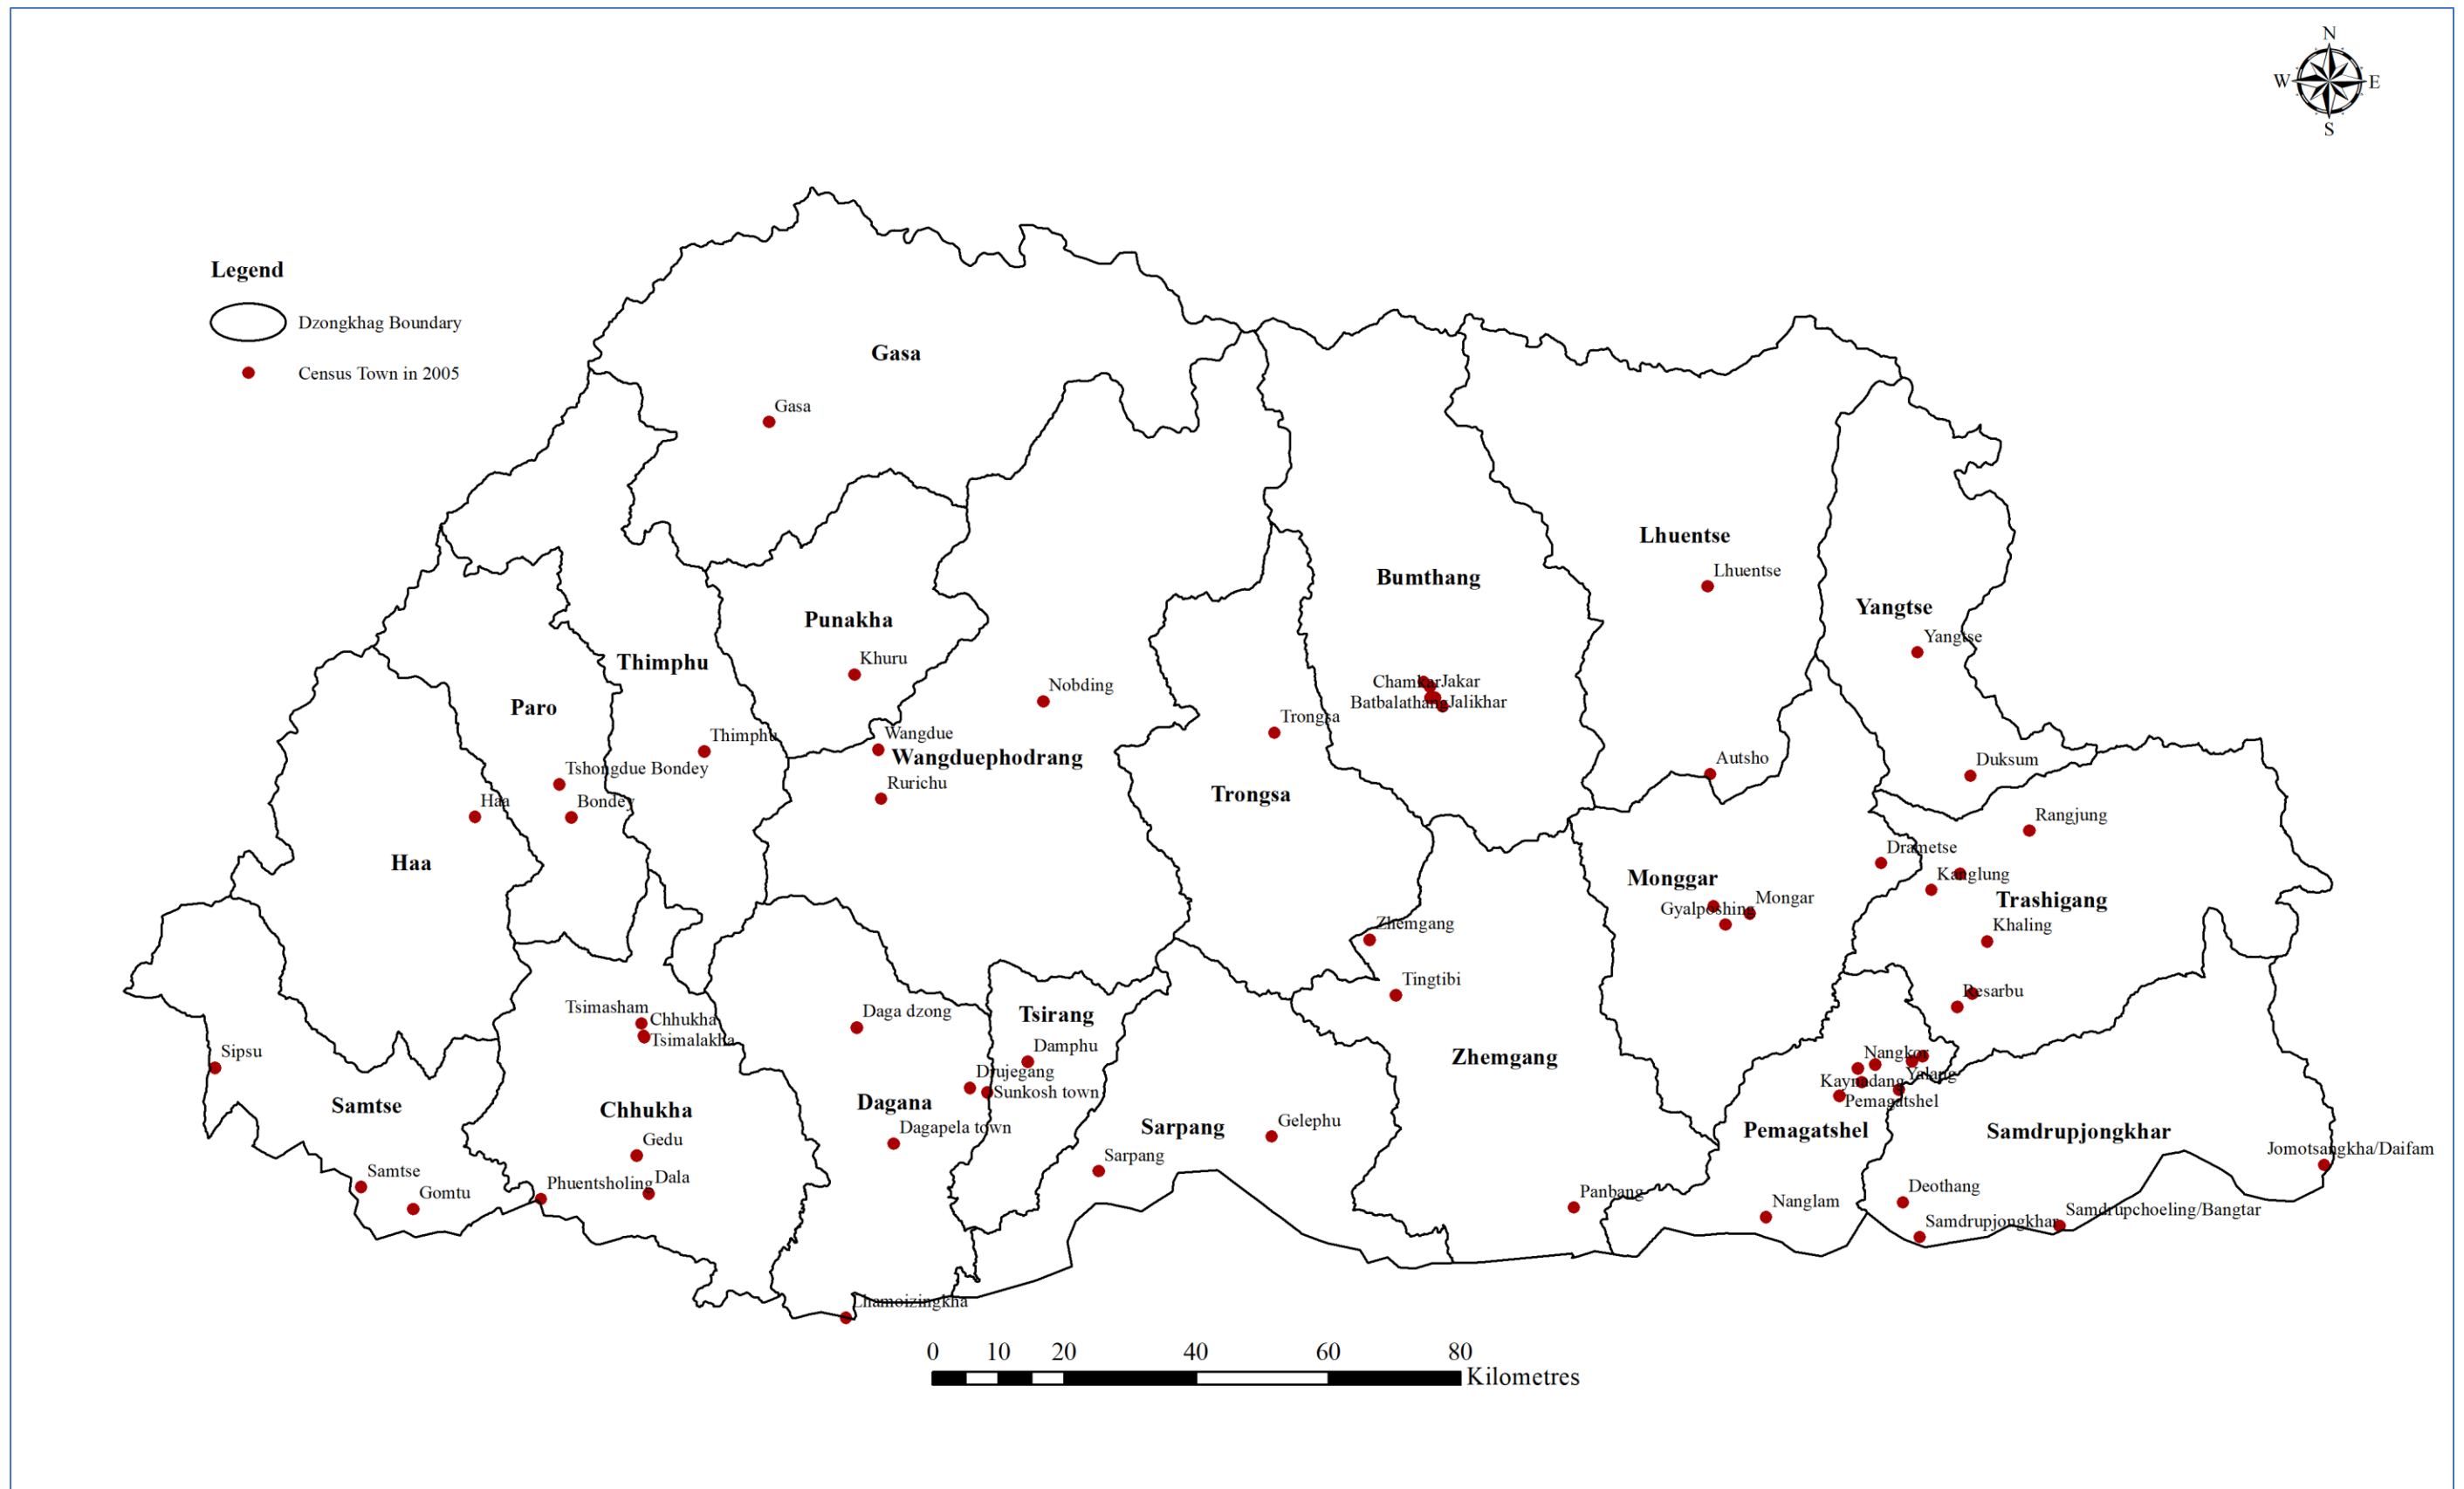 N
W E
S
Legend
Dzongkhag Boundary
Census Town in 2005
Gasa
Gasa
Lhuentse
Lhuentse
Bumthang
Yangtse
Yangtse
Punakha
Khuru
Thimphu
Thimphu
Nobding
Chamkar Jakar
Batbalathang Jalikhar
Paro
Trongsa
Trongsa
Wangdue
Wangduephodrang
Rurichu
Tshongdue Bondey
Bondey
Haa
Haa
Autsho
Duksum
Rangjung
Drametse
Kanglung
Trashigang
Khaling
Monggar
Mongar
Gyalposhing
Zhemgang
Tingtibi
Zhemgang
Resarbu
Tsimasham
Chhukha
Tsimalakha
Daga dzong
Tsirang
Damphu
Drujegang
Sunkosh town
Dagana
Dagapela town
Sipsu
Samtse
Chhukha
Gedu
Samtse
Gomtu
Phuentsholing
Dala
Sarpang
Gelephu
Sarpang
Nangkor
Yalang
Pemagatshel
Pemagatshel
Samdrupjongkhar
Jomotsangkha/Daifam
Panbang
Nanglam
Deothang
Samdrupjongkhar
Samdrupchoeling/Bangtar
Lhamoizingkha
0 10 20 40 60 80
Kilometres